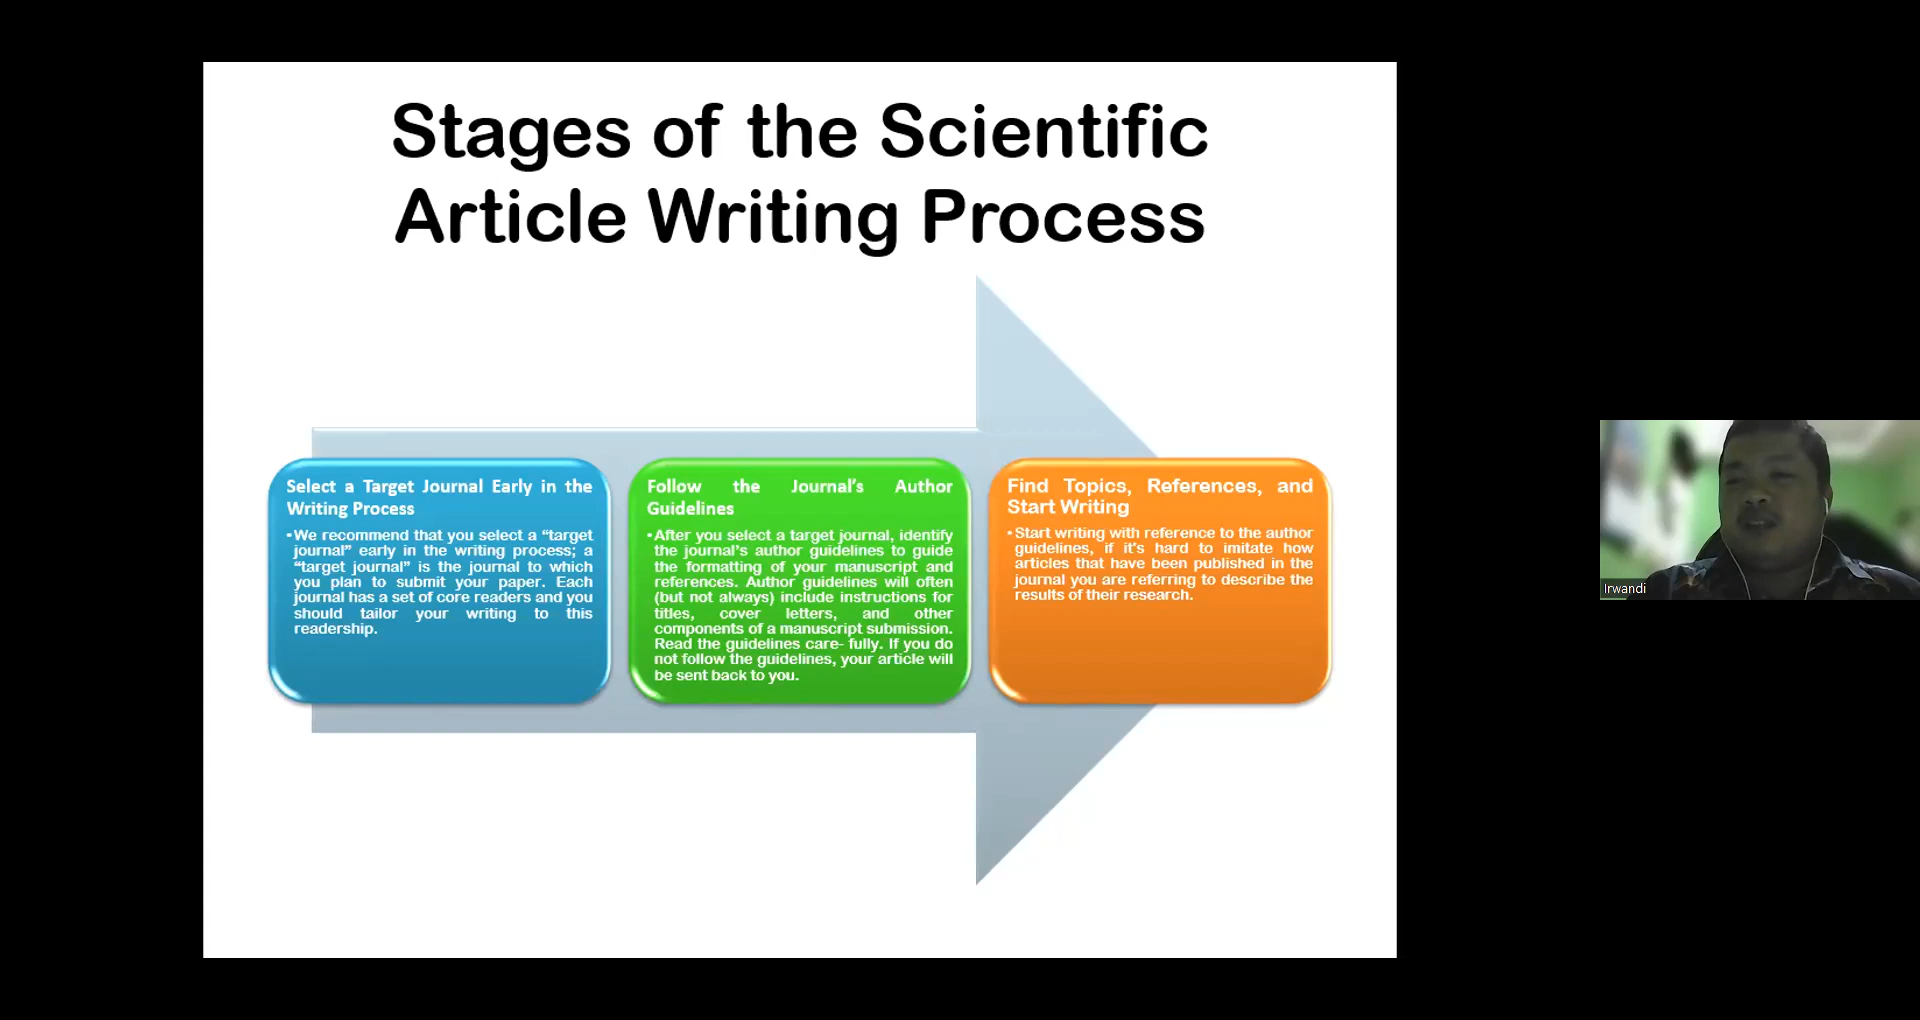 Stages of the Scientific
Article Writing Process
Select a Target Journal Early in the
Writing Process
•We recommend that you select a “target
journal” early in the writing process; a
“target journal” is the journal to which
you plan to submit your paper. Each
journal has a set of core readers and you
should tailor your writing to this
readership.
Follow the Journal’s Author
Guidelines
•After you select a target journal, identify
the journal’s author guidelines to guide
the formatting of your manuscript and
references. Author guidelines will often
(but not always) include instructions for
titles, cover letters, and other
components of a manuscript submission.
Read the guidelines care- fully. If you do
not follow the guidelines, your article will
be sent back to you.
Find Topics, References, and
Start Writing
•Start writing with reference to the author
guidelines, if it's hard to imitate how
articles that have been published in the
journal you are referring to describe the
results of their research.
Irwandi